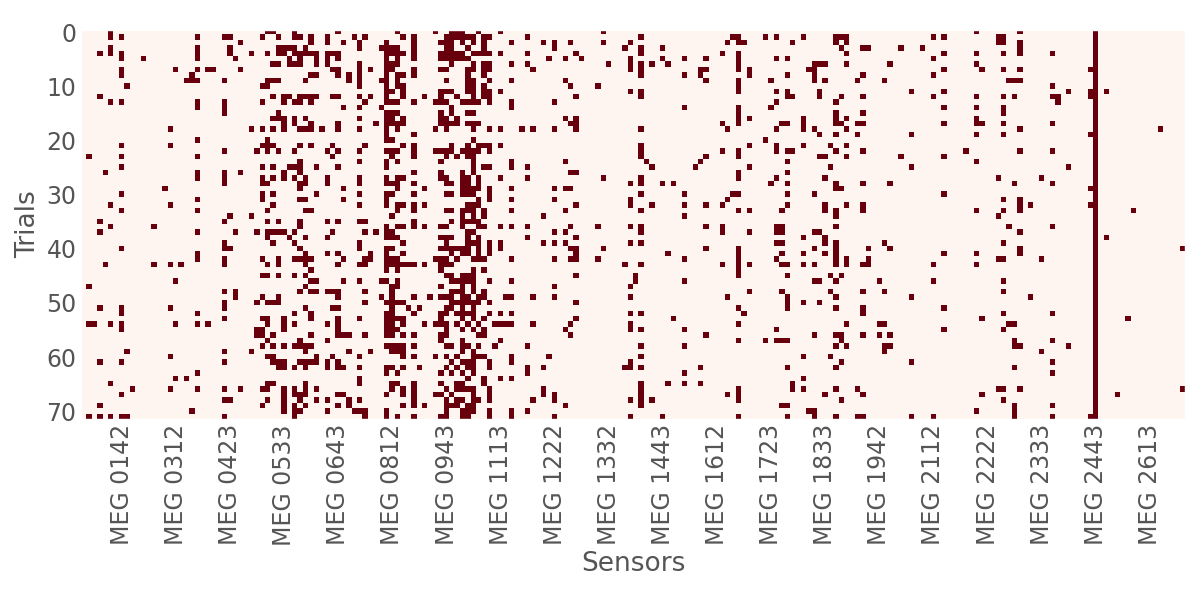 0
10
20
30
40
50
60
70
Trials
MEG 0142
MEG 0312
MEG 0423
MEG 0533
MEG 0643
MEG 0812
MEG 0943
MEG 1113
MEG 1222
MEG 1332
MEG 1443
MEG 1612
MEG 1723
MEG 1833
MEG 1942
MEG 2112
MEG 2222
MEG 2333
MEG 2443
MEG 2613
Sensors